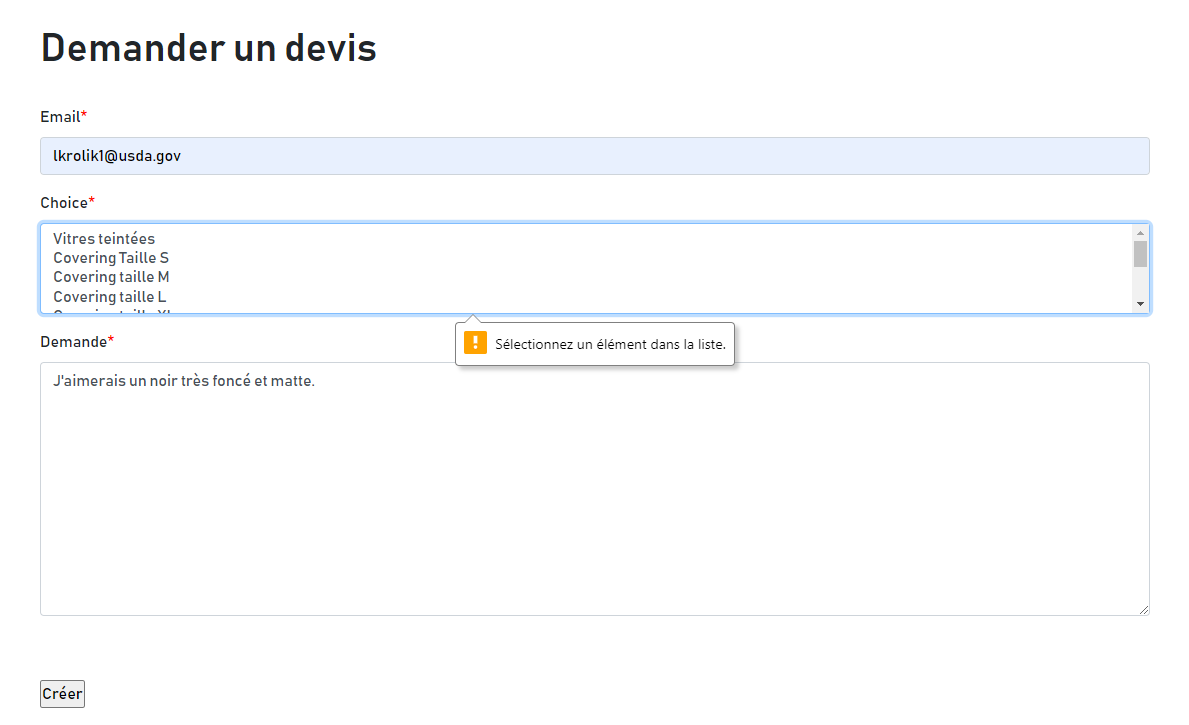 Demander un devis
Email*
lkrolik1@usda.gov
Choice*
Vitres teintées
Covering Taille S
Covering taille M
Covering taille L
Demande*
Sélectionnez un élément dans la liste.
J'aimerais un noir très foncé et matte.
Créer